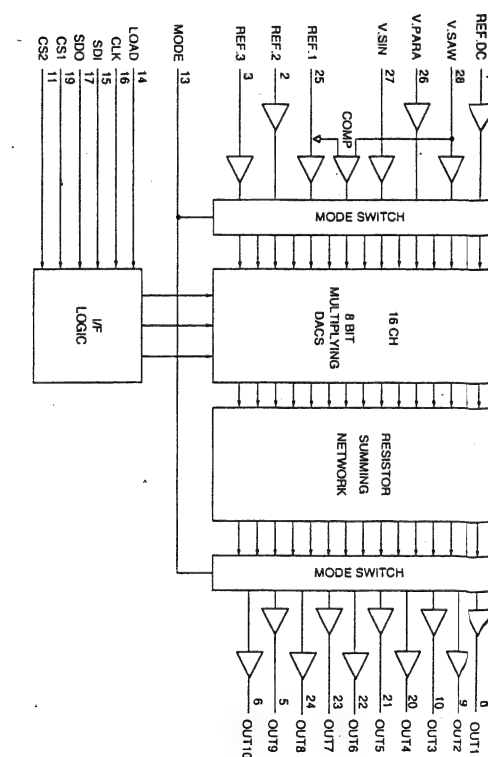 OUT1
OUT2
OUT3
OUT4
OUT5
OUT6
OUT7
OUT8
OUT9
OUT10
9
10
20
21
22
23
24
5
6
MODE SWITCH
RESISTOR
SUMMING
NETWORK
16 CH
8 BIT
MULTIPLYING
DACS
I/F
LOGIC
MODE SWITCH
COMP
28
26
27
25
2
3
13
14
16
15
17
19
11
REF.DC
V.SAW
V.PARA
V.SIN
REF.1
REF.2
REF.3
MODE
LOAD
CLK
SDI
SDO
CS1
CS2